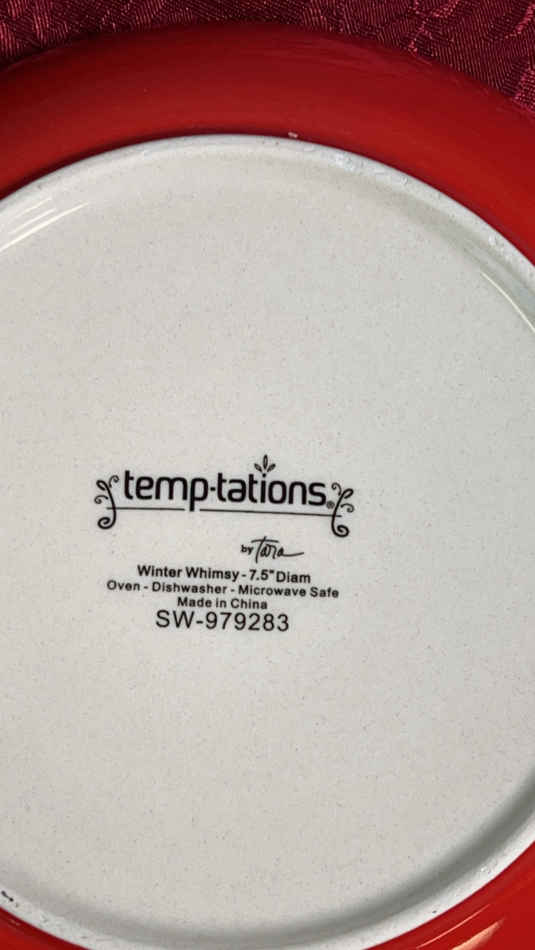 temp-tations®
by Tara
Winter Whimsy - 7.5" Diam
Oven - Dishwasher - Microwave Safe
Made in China
SW-979283